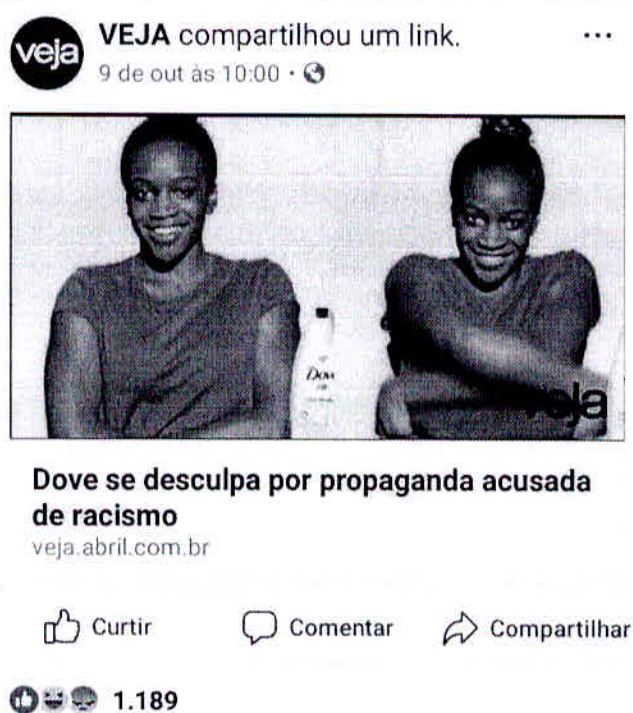 veja
VEJA compartilhou um link.
9 de out às 10:00 ·
Dove
veja
Dove se desculpa por propaganda acusada
de racismo
veja.abril.com.br
Curtir
Comentar
Compartilhar
1.189